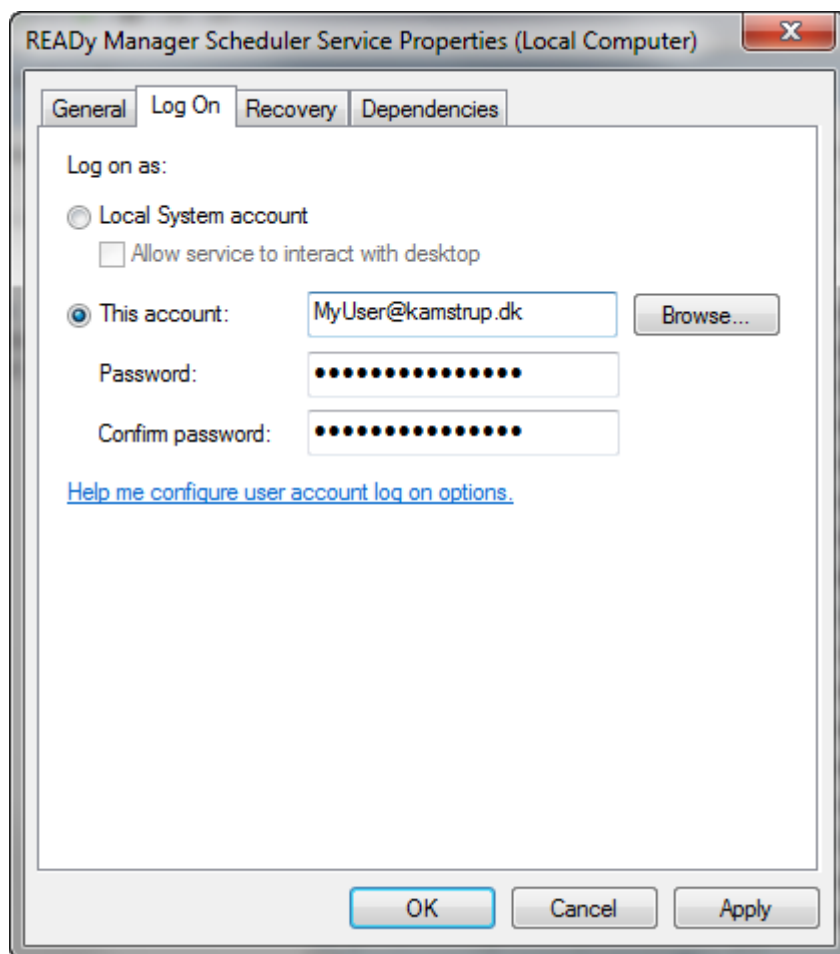 READy Manager Scheduler Service Properties (Local Computer)
General Log On Recovery Dependencies
Log on as:
Local System account
Allow service to interact with desktop
This account: MyUser@kamstrup.dk Browse...
Password: •••••••••••••••
Confirm password: •••••••••••••••
Help me configure user account log on options.
OK Cancel Apply